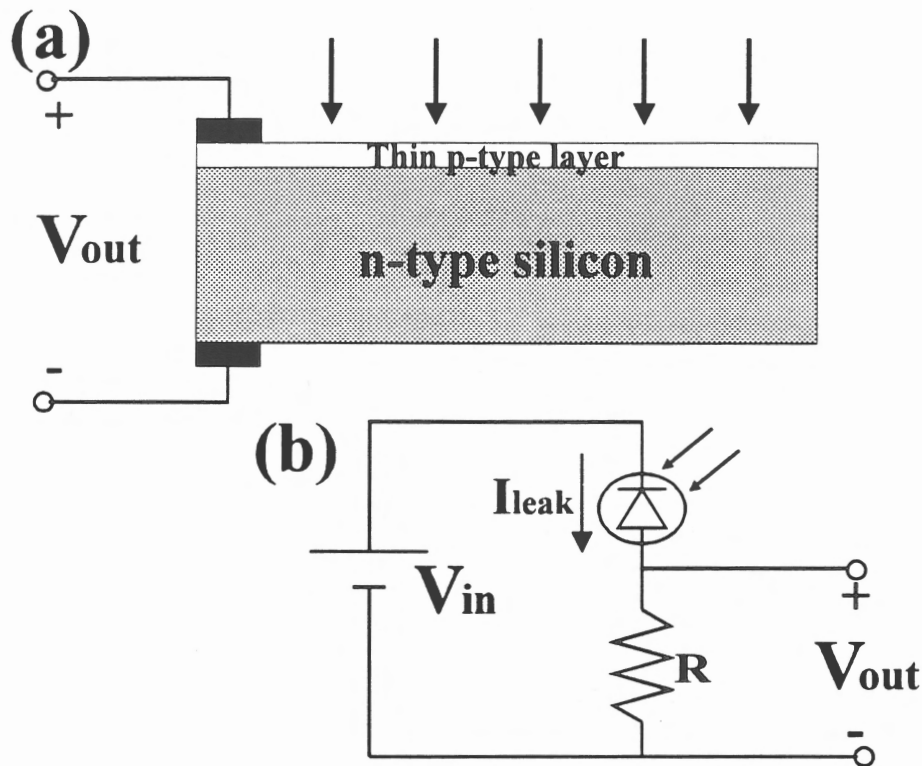 (a)
+
Thin p-type layer
Vout
n-type silicon
-
(b)
Ileak
Vin
+
R
Vout
-